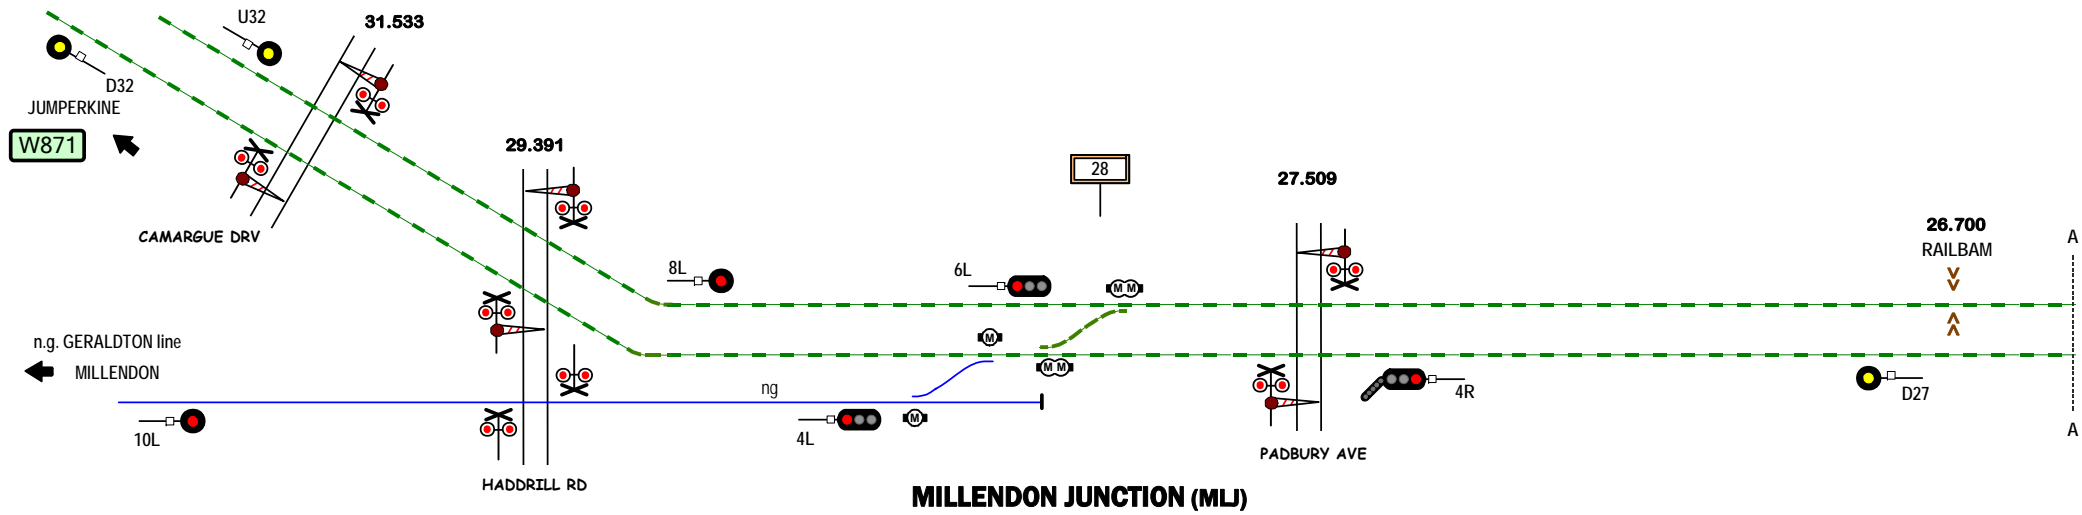 U32
31.533
D32
JUMPERKINE
W871
29.391
28
27.509
26.700
RAILBAM
A
CAMARGUE DRV
8L
6L
M M
M
M M
n.g. GERALDTON line
MILLENDON
ng
4R
D27
10L
4L
M
A
PADBURY AVE
HADDRILL RD
MILLENDON JUNCTION (MLJ)